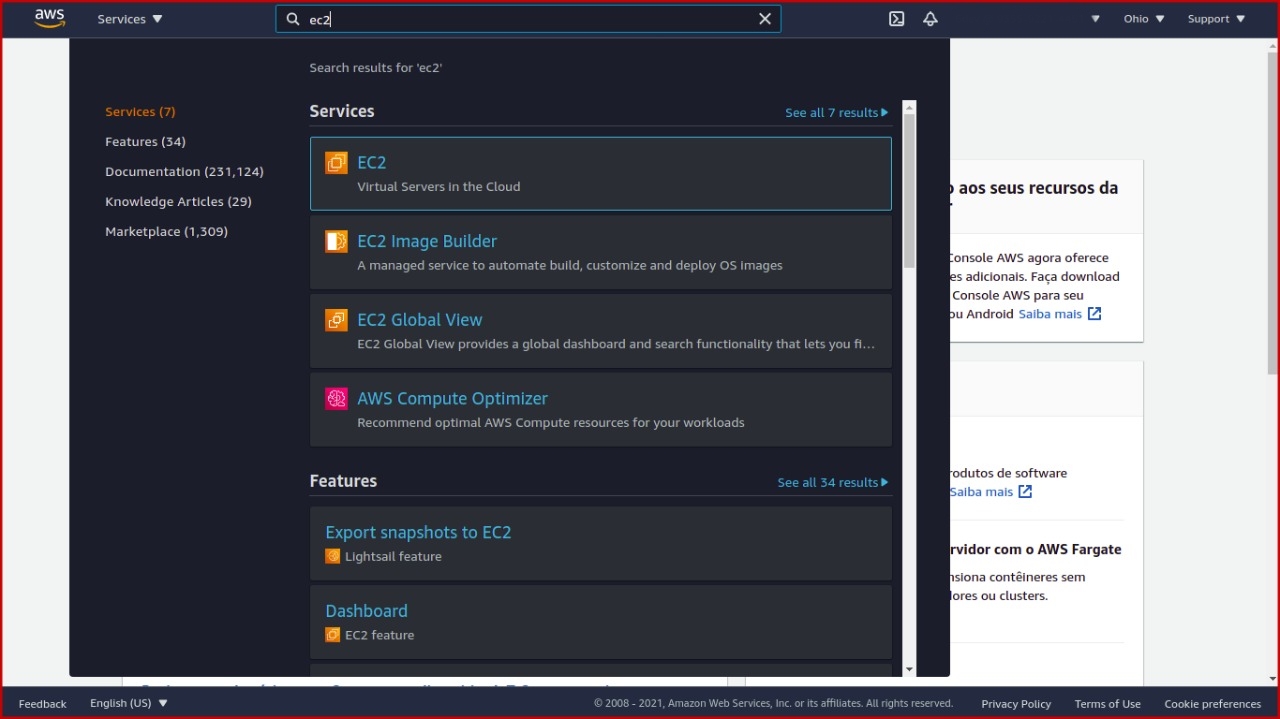 aws
Services
ec2
Ohio
Support
Search results for 'ec2'
Services (7)
Features (34)
Documentation (231,124)
Knowledge Articles (29)
Marketplace (1,309)
Services
See all 7 results
EC2
Virtual Servers in the Cloud
EC2 Image Builder
A managed service to automate build, customize and deploy OS images
EC2 Global View
EC2 Global View provides a global dashboard and search functionality that lets you fi...
AWS Compute Optimizer
Recommend optimal AWS Compute resources for your workloads
Features
See all 34 results
Export snapshots to EC2
Lightsail feature
Dashboard
EC2 feature
aos seus recursos da
Console AWS agora oferece
es adicionais. Faça download
Console AWS para seu
ou Android Saiba mais
rodutos de software
Saiba mais
rvidor com o AWS Fargate
nsiona contêineres sem
ores ou clusters.
Feedback
English (US)
© 2008 - 2021, Amazon Web Services, Inc. or its affiliates. All rights reserved.
Privacy Policy
Terms of Use
Cookie preferences